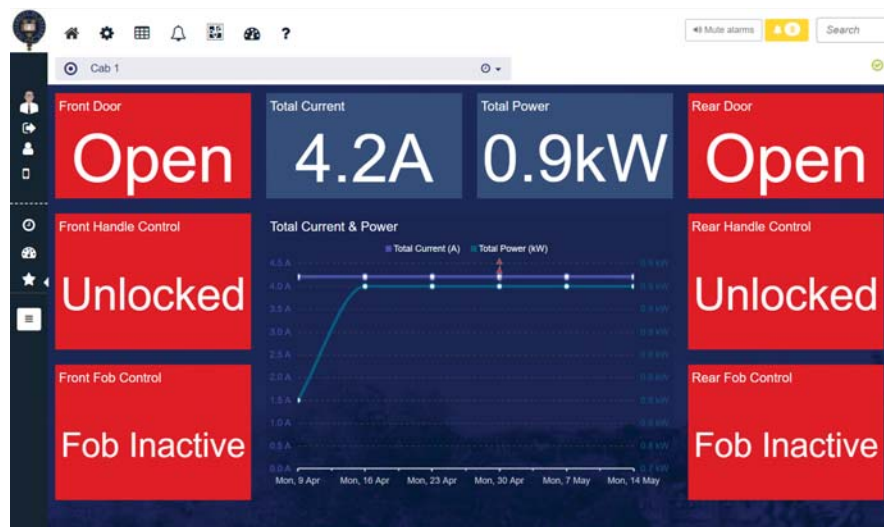 ?
Mute alarms
Search
Cab 1
Front Door
Open
Total Current
4.2A
Total Power
0.9kW
Rear Door
Open
Front Handle Control
Unlocked
Total Current & Power
Total Current (A) Total Power (kW)
4.5 A
4.0 A
3.5 A
3.0 A
2.5 A
2.0 A
1.5 A
1.0 A
0.5 A
0.0 A
0.7 kW
Mon, 9 Apr Mon, 16 Apr Mon, 23 Apr Mon, 30 Apr Mon, 7 May Mon, 14 May
Rear Handle Control
Unlocked
Front Fob Control
Fob Inactive
Rear Fob Control
Fob Inactive